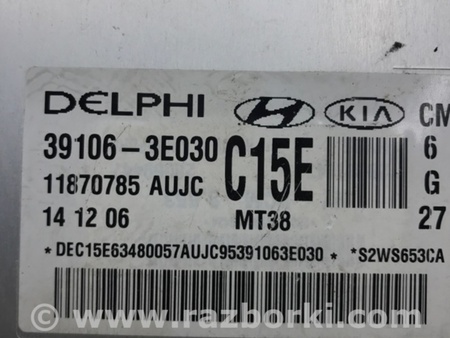 DELPHI HYUNDAI KIA CM
39106-3E030 C15E 6
11870785 AUJC G
14 12 06 MT38 27
* DEC15E63480057AUJC95391063E030 * *S2WS653CA
© www.razborki.com